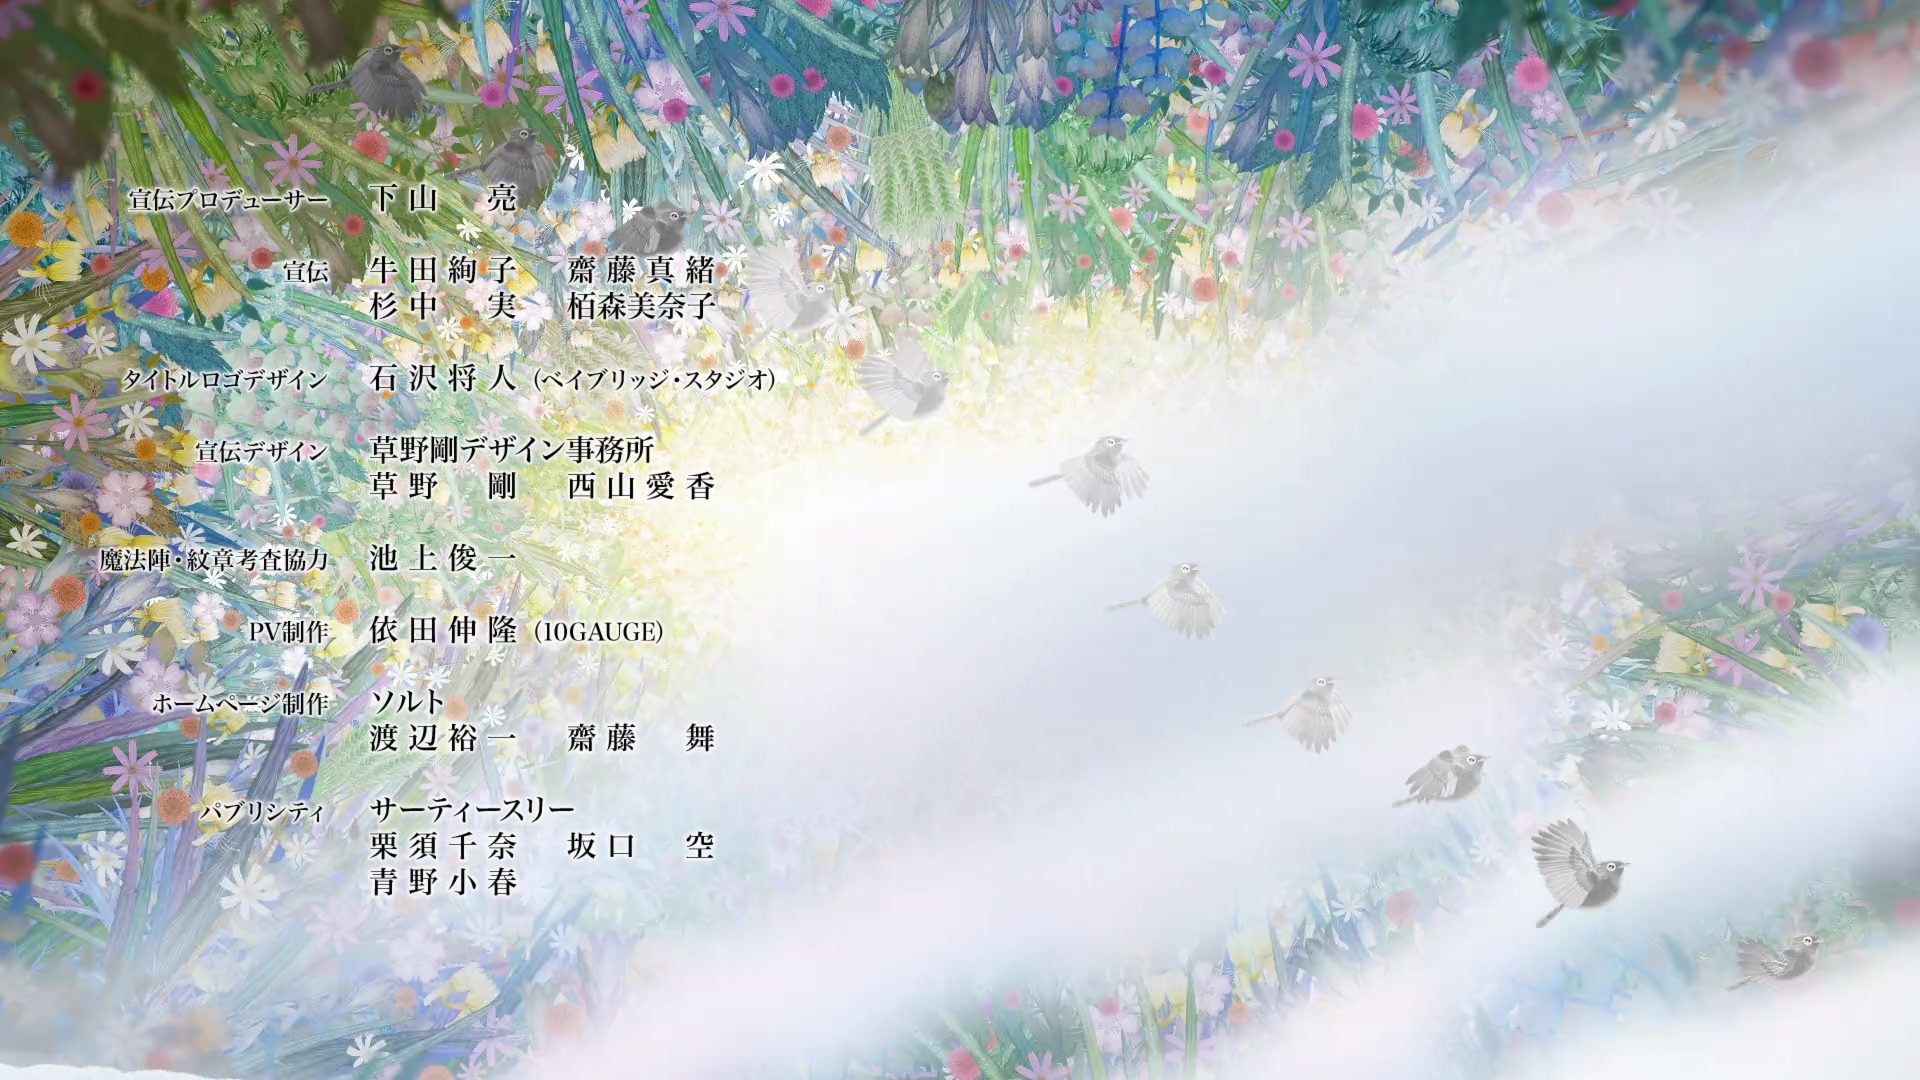 宣伝プロデューサー 下山 亮
宣伝 牛田絢子 齋藤真緒
杉中 実 栢森美奈子
タイトルロゴデザイン 石沢将人 (ベイブリッジ・スタジオ)
宣伝デザイン 草野剛デザイン事務所
草野 剛 西山愛香
魔法陣・紋章考査協力 池上俊一
PV制作 依田伸隆 (10GAUGE)
ホームページ制作 ソルト
渡辺裕一 齋藤 舞
パブリシティ サーティースリー
栗須千奈 坂口 空
青野小春